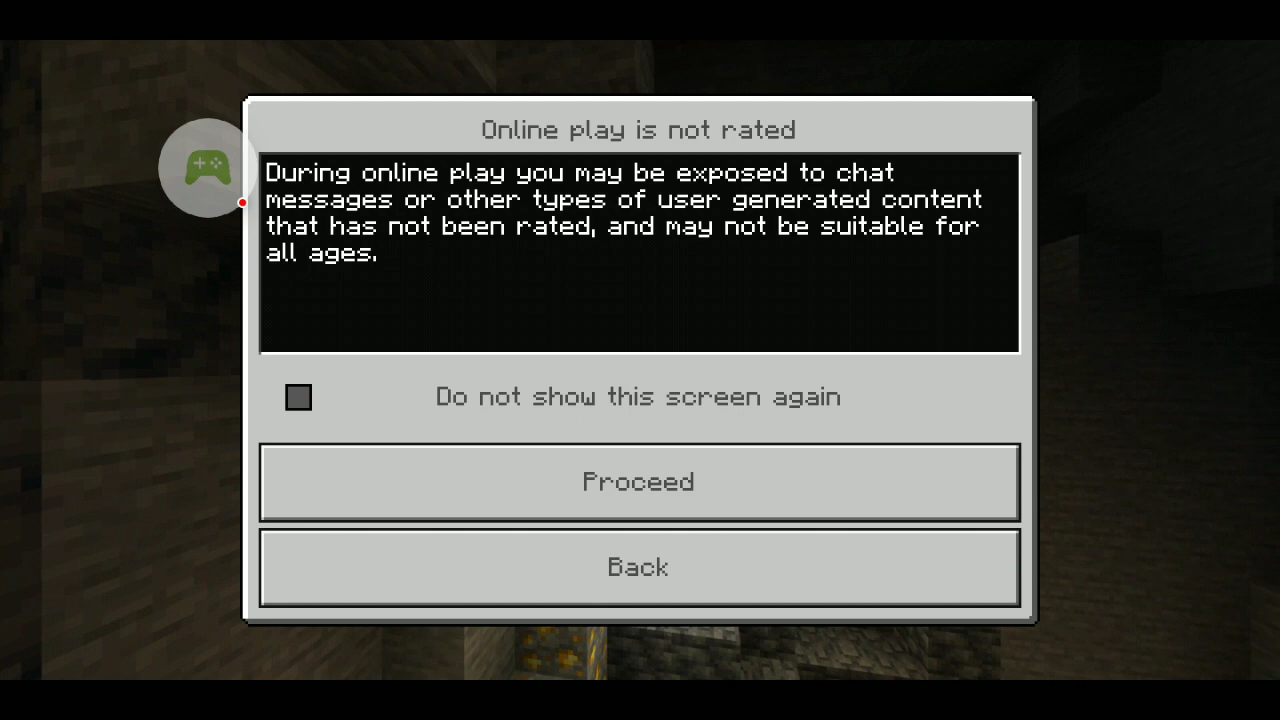 Online play is not rated
During online play you may be exposed to chat
messages or other types of user generated content
that has not been rated, and may not be suitable for
all ages.
Do not show this screen again
Proceed
Back